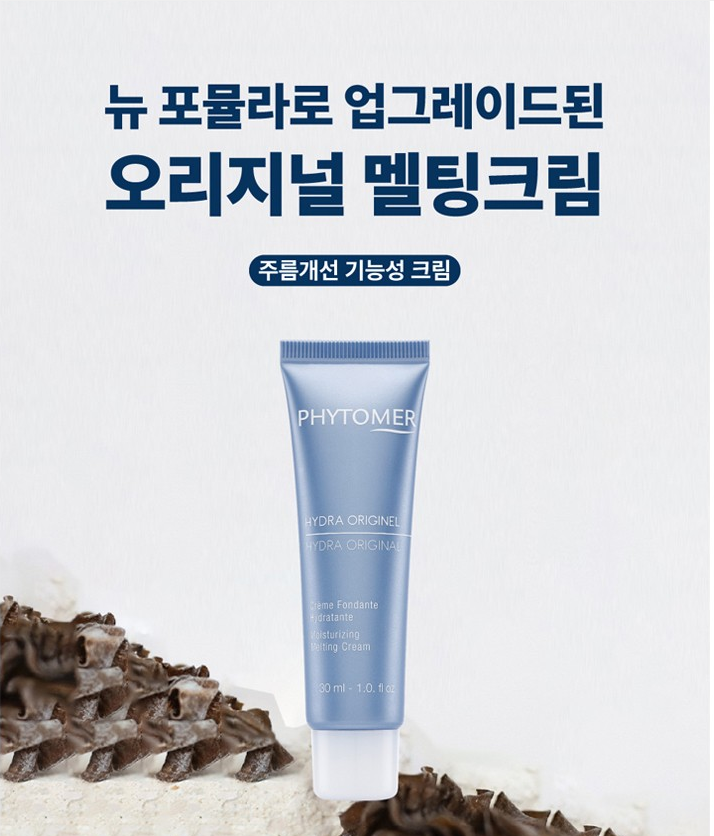 뉴 포뮬라로 업그레이드된
오리지널 멜팅크림
주름개선 기능성 크림
PHYTOMER
HYDRA ORIGINEL
HYDRA ORIGINAL
Crème Fondante
Hydratante
Moisturizing
Melting Cream
30 ml - 1.0. fl oz